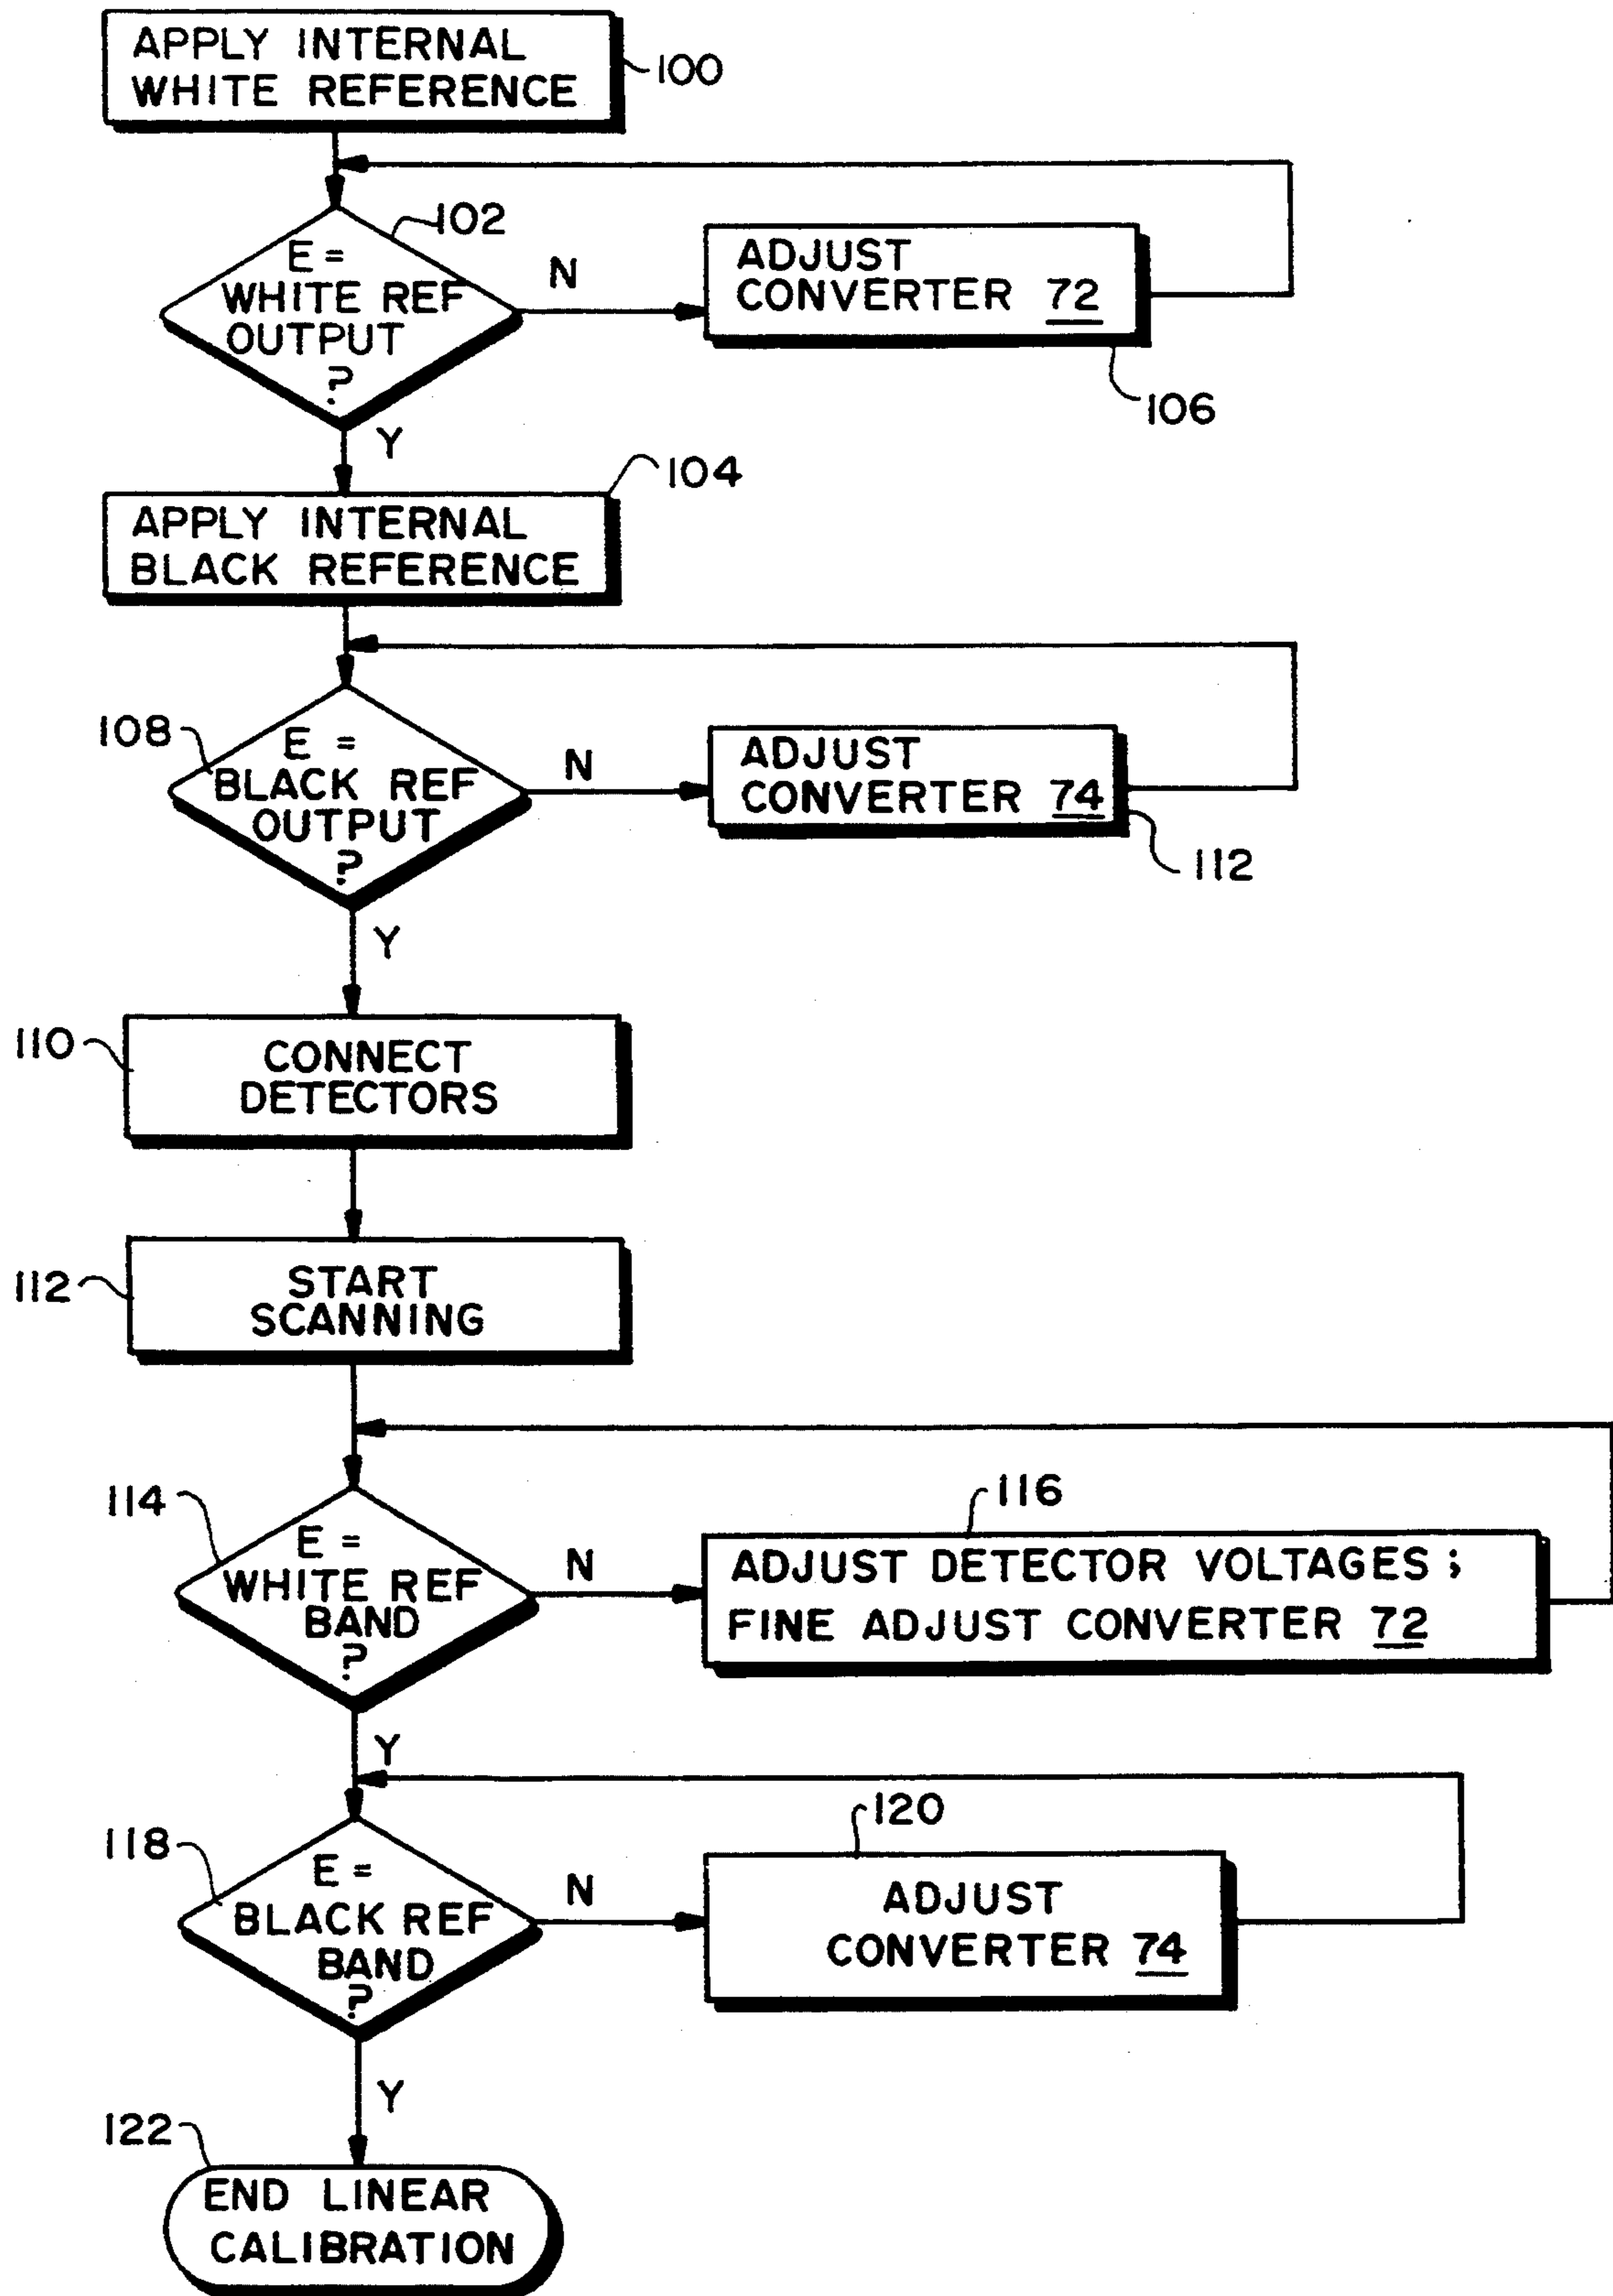 APPLY INTERNAL
WHITE REFERENCE
100
102
E =
WHITE REF
OUTPUT
?
N
ADJUST
CONVERTER 72
106
Y
104
APPLY INTERNAL
BLACK REFERENCE
108
E =
BLACK REF
OUTPUT
?
N
ADJUST
CONVERTER 74
112
Y
110
CONNECT
DETECTORS
112
START
SCANNING
114
E =
WHITE REF
BAND
?
N
116
ADJUST DETECTOR VOLTAGES ;
FINE ADJUST CONVERTER 72
Y
118
E =
BLACK REF
BAND
?
N
120
ADJUST
CONVERTER 74
Y
122
END LINEAR
CALIBRATION